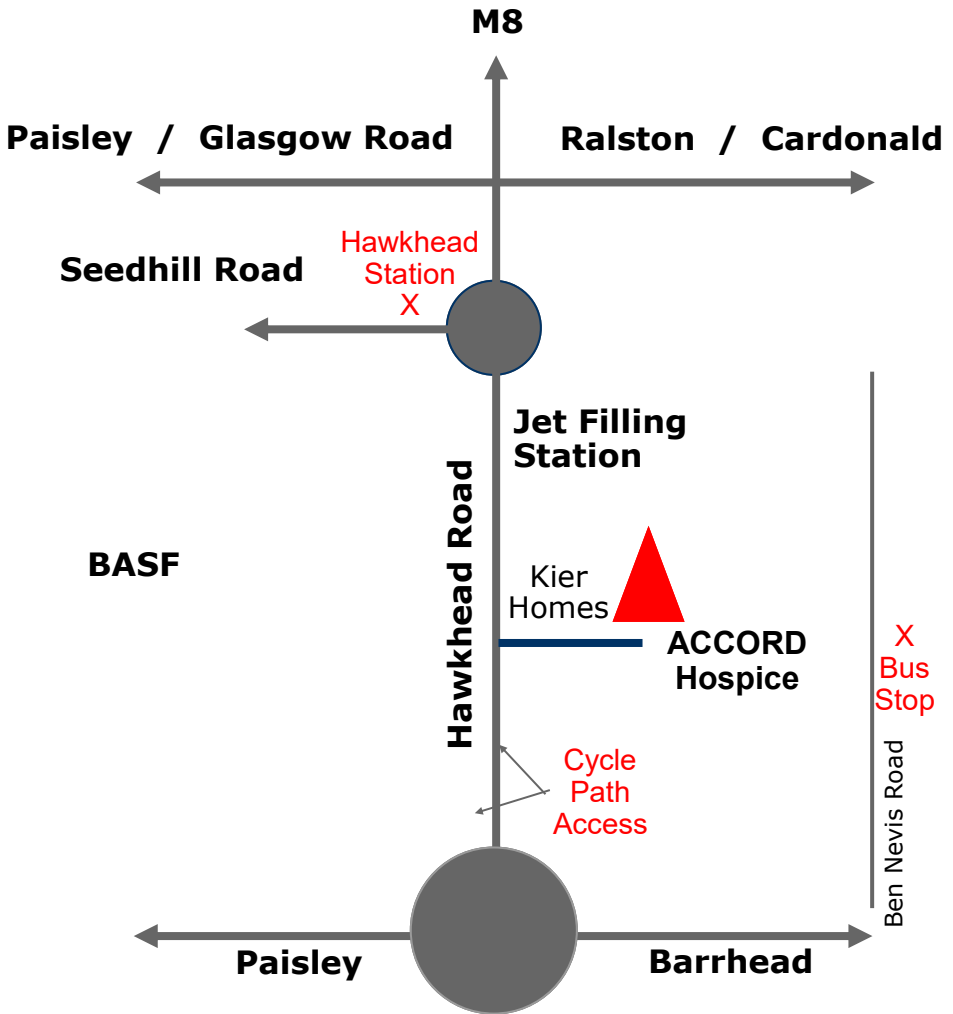 M8
Paisley / Glasgow Road
Ralston / Cardonald
Hawkhead
Station
X
Seedhill Road
Jet Filling
Station
Hawkhead Road
BASF
Kier
Homes
ACCORD
Hospice
X
Bus
Stop
Ben Nevis Road
Cycle
Path
Access
Paisley
Barrhead